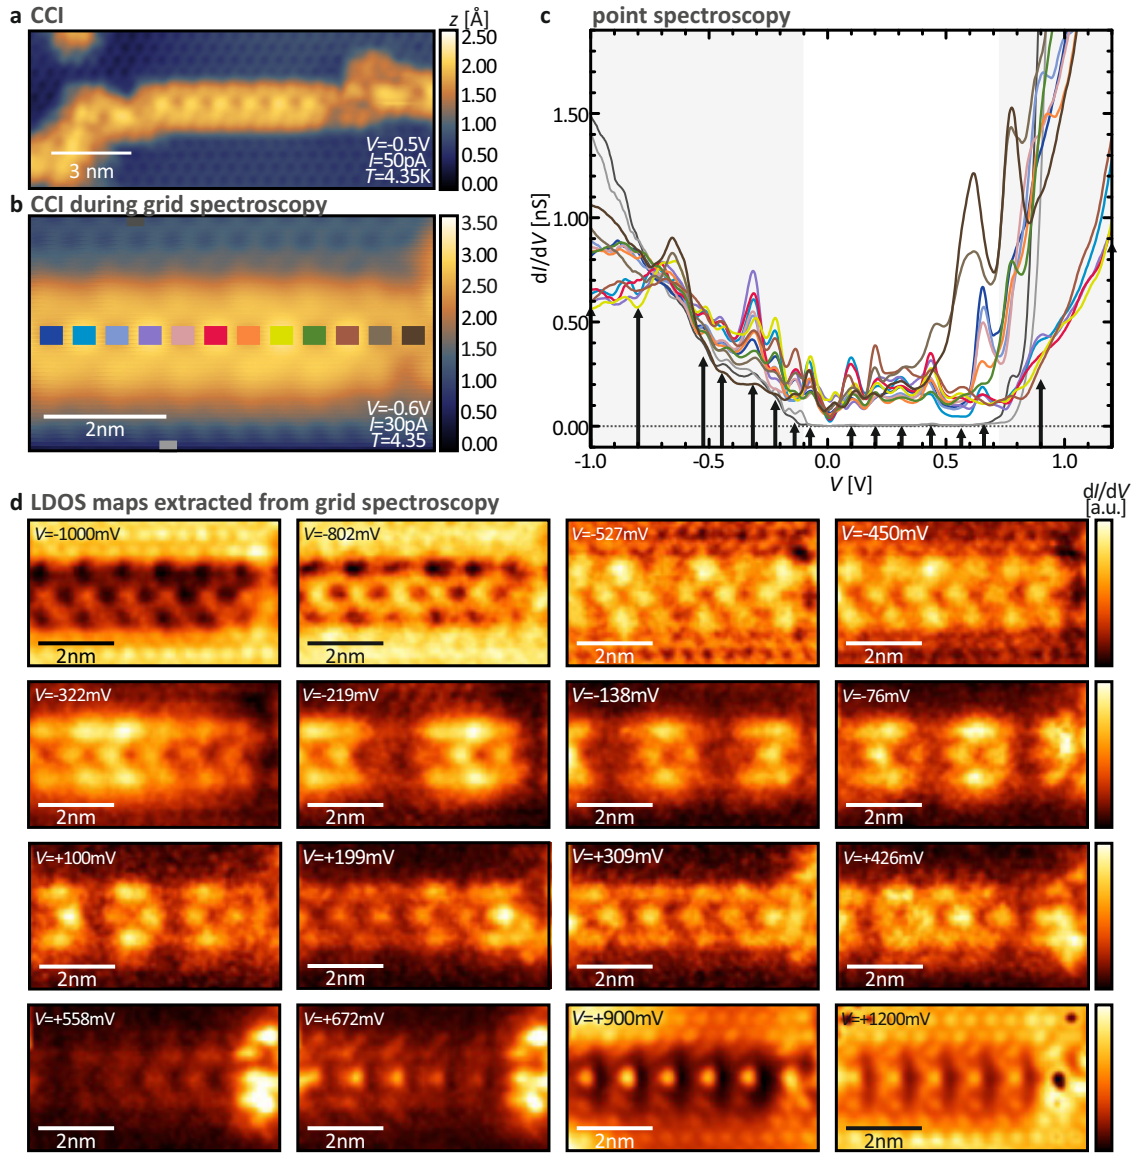 a CCI
z [Å]
2.50
2.00
1.50
1.00
0.50
0.00
3 nm
V=-0.5V
I=50pA
T=4.35K
b CCI during grid spectroscopy
3.50
3.00
2.50
2.00
1.50
1.00
0.50
0.00
2nm
V=-0.6V
I=30pA
T=4.35
c point spectroscopy
dI/dV [nS]
1.50
1.00
0.50
0.00
-1.0 -0.5 0.0 0.5 1.0
V [V]
d LDOS maps extracted from grid spectroscopy
dI/dV
[a.u.]
V=-1000mV V=-802mV V=-527mV V=-450mV
2nm 2nm 2nm 2nm
V=-322mV V=-219mV V=-138mV V=-76mV
2nm 2nm 2nm 2nm
V=+100mV V=+199mV V=+309mV V=+426mV
2nm 2nm 2nm 2nm
V=+558mV V=+672mV V=+900mV V=+1200mV
2nm 2nm 2nm 2nm